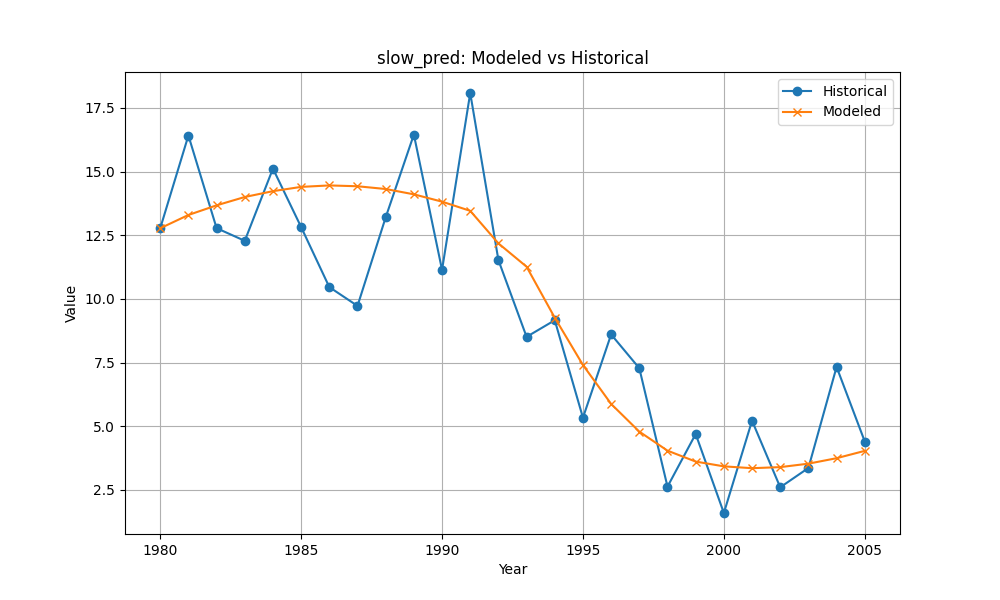 slow_pred: Modeled vs Historical
Historical
Modeled
Value
17.5
15.0
12.5
10.0
7.5
5.0
2.5
1980
1985
1990
1995
2000
2005
Year